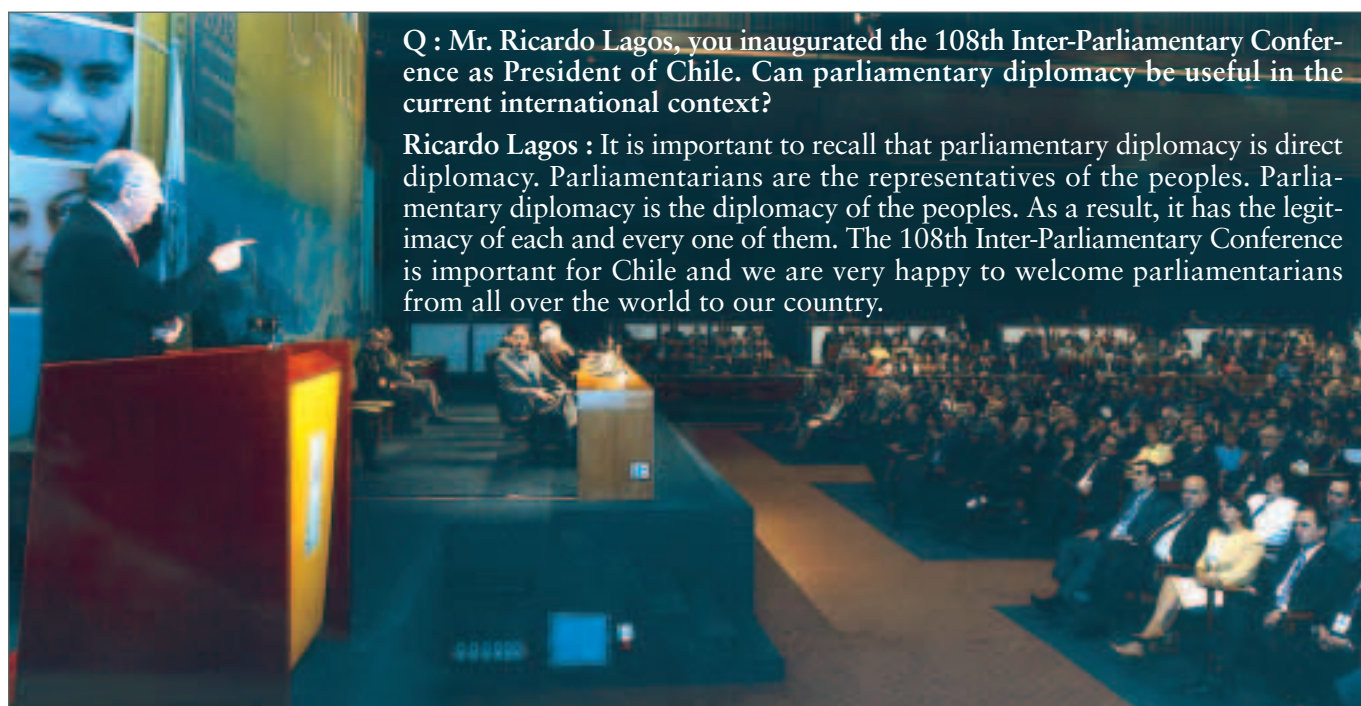 Q : Mr. Ricardo Lagos, you inaugurated the 108th Inter-Parliamentary Confer-
ence as President of Chile. Can parliamentary diplomacy be useful in the
current international context?
Ricardo Lagos : It is important to recall that parliamentary diplomacy is direct
diplomacy. Parliamentarians are the representatives of the peoples. Parlia-
mentary diplomacy is the diplomacy of the peoples. As a result, it has the legit-
imacy of each and every one of them. The 108th Inter-Parliamentary Conference
is important for Chile and we are very happy to welcome parliamentarians
from all over the world to our country.